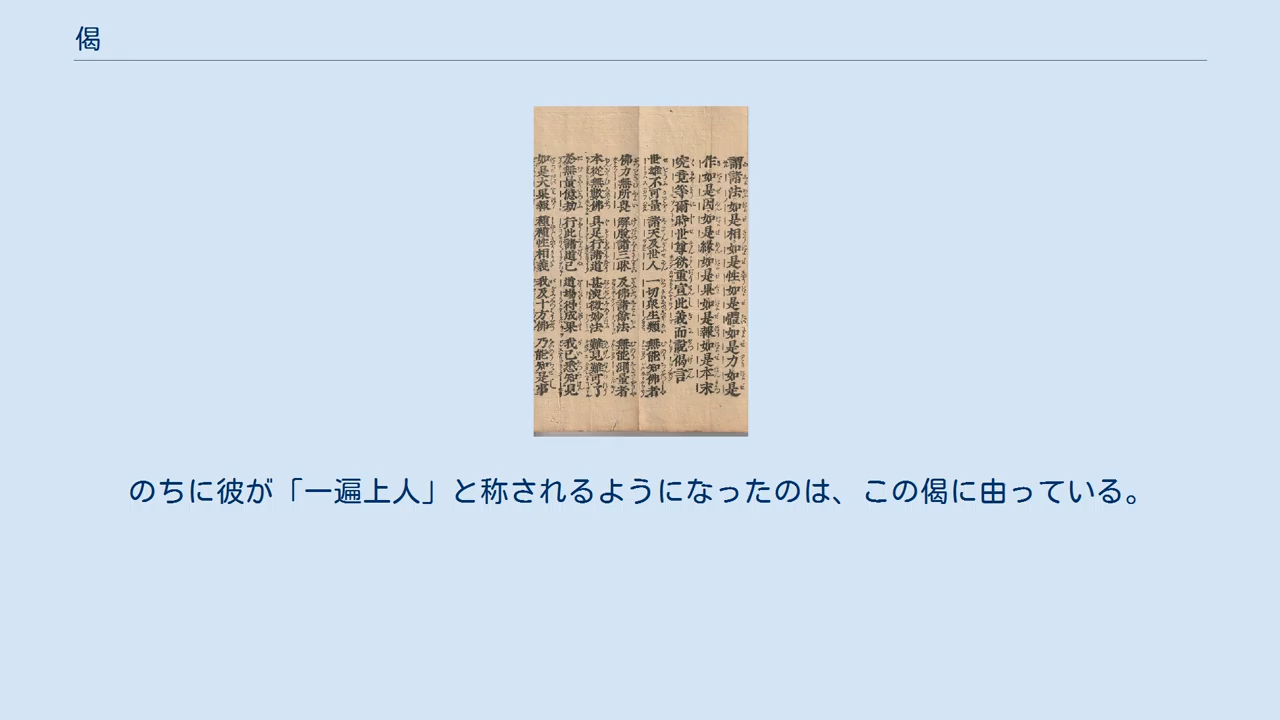 偈
謂諸法如是相如是性如是體如是力如是
作如是因如是緣如是果如是報如是本末
究竟等爾時世尊欲重宣此義而說偈言
世雄不可量 諸天及世人 一切衆生類 無能知佛者
佛力無所畏 解脫諸三昧 及佛諸餘法 無能測量者
本從無數佛 具足行諸道 甚深微妙法 難見難可了
於無量億劫 行此諸道已 道場得成果 我已悉知見
如是大果報 種種性相義 我及十方佛 乃能知是事
のちに彼が「一遍上人」と称されるようになったのは、この偈に由っている。